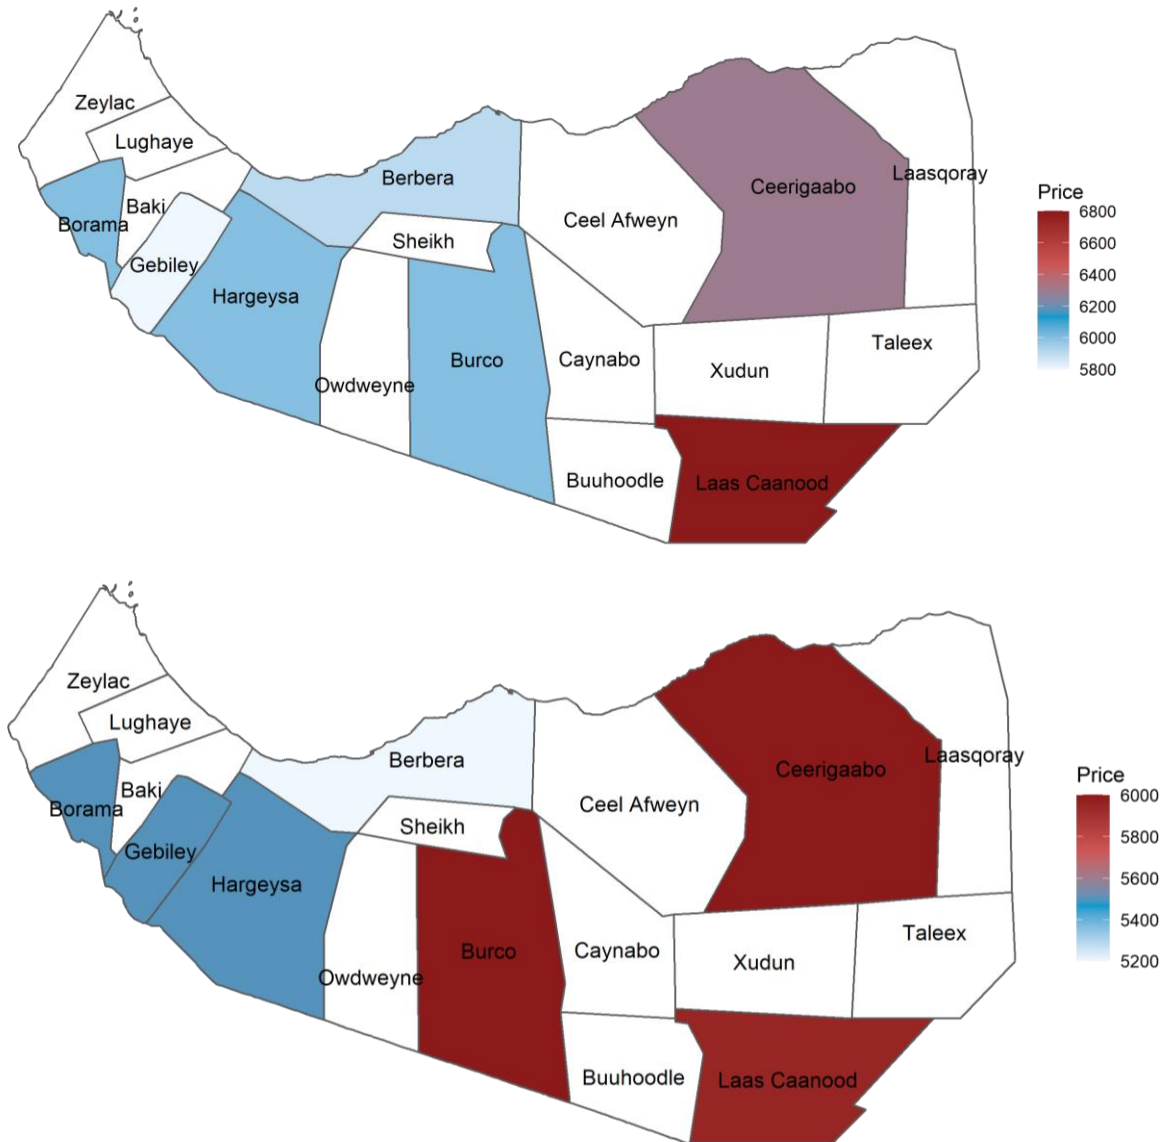 Zeylac
Lughaye
Laasqoray
Berbera
Ceerigaabo
Price
Baki
Borama
Ceel Afweyn
6800
Sheikh
6600
Gebiley
6400
Hargeysa
6200
Taleex
6000
Burco
Caynabo
Xudun
5800
Owdweyne
Buuhoodle
Laas Caanood
Zeylac
Lughaye
Berbera
Laasqoray
Ceerigaabo
Price
Baki
Borama
Ceel Afweyn
6000
Sheikh
5800
Gebiley
5600
Hargeysa
5400
Taleex
Burco
Caynabo
Xudun
5200
Owdweyne
Buuhoodle
Laas Caanood